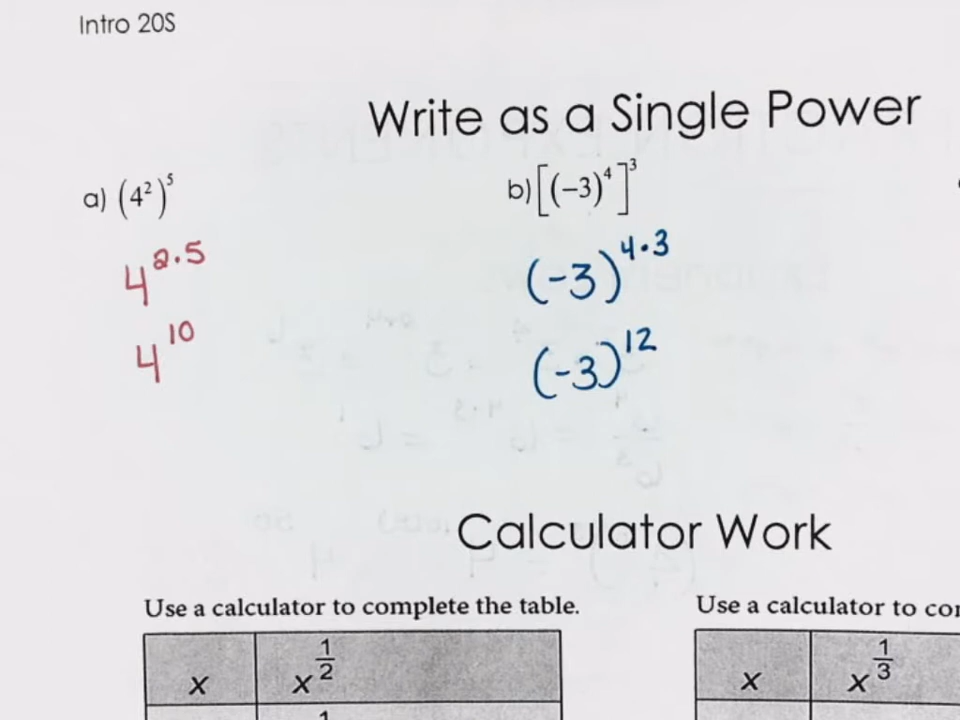 Intro 20S
Write as a Single Power
a) (4²)⁵
b) [(−3)⁴]³
4^2·5
(-3)^4·3
4^10
(-3)^12
Calculator Work
Use a calculator to complete the table.
Use a calculator to
x x^1/2
x x^1/3